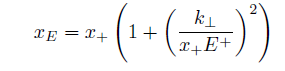 x_E = x_+ \left( 1 + \left( \frac{k_\perp}{x_+ E^+} \right)^2 \right)